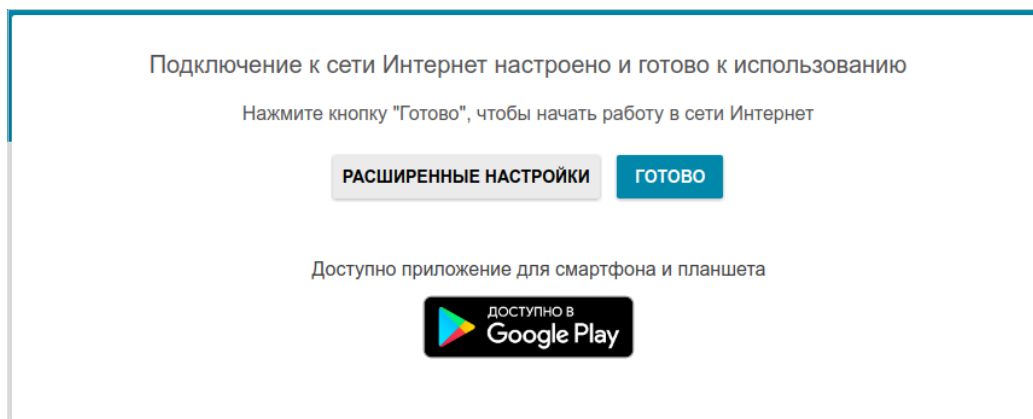 Подключение к сети Интернет настроено и готово к использованию
Нажмите кнопку "Готово", чтобы начать работу в сети Интернет
РАСШИРЕННЫЕ НАСТРОЙКИ ГОТОВО
Доступно приложение для смартфона и планшета
ДОСТУПНО В
Google Play